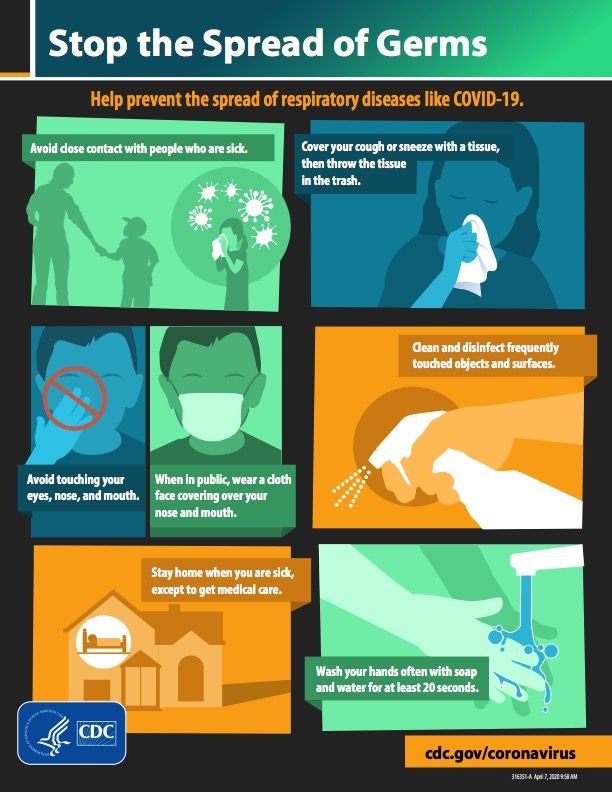 Stop the Spread of Germs
Help prevent the spread of respiratory diseases like COVID-19.
Avoid close contact with people who are sick.
Cover your cough or sneeze with a tissue,
then throw the tissue
in the trash.
Avoid touching your
eyes, nose, and mouth.
When in public, wear a cloth
face covering over your
nose and mouth.
Clean and disinfect frequently
touched objects and surfaces.
Stay home when you are sick,
except to get medical care.
Wash your hands often with soap
and water for at least 20 seconds.
CDC
cdc.gov/coronavirus
316351-A April 7, 2020 9:58 AM